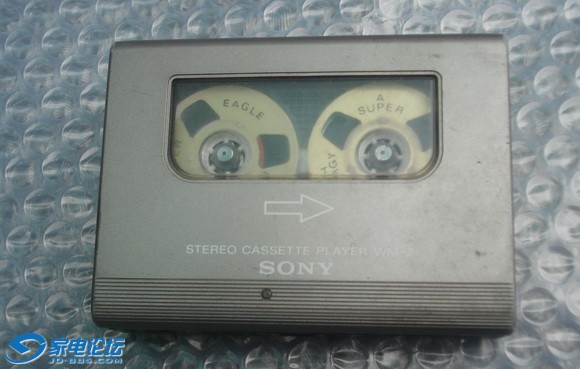 EAGLE
A
SUPER
STEREO CASSETTE PLAYER
SONY
家电论坛
JD-BBS.COM